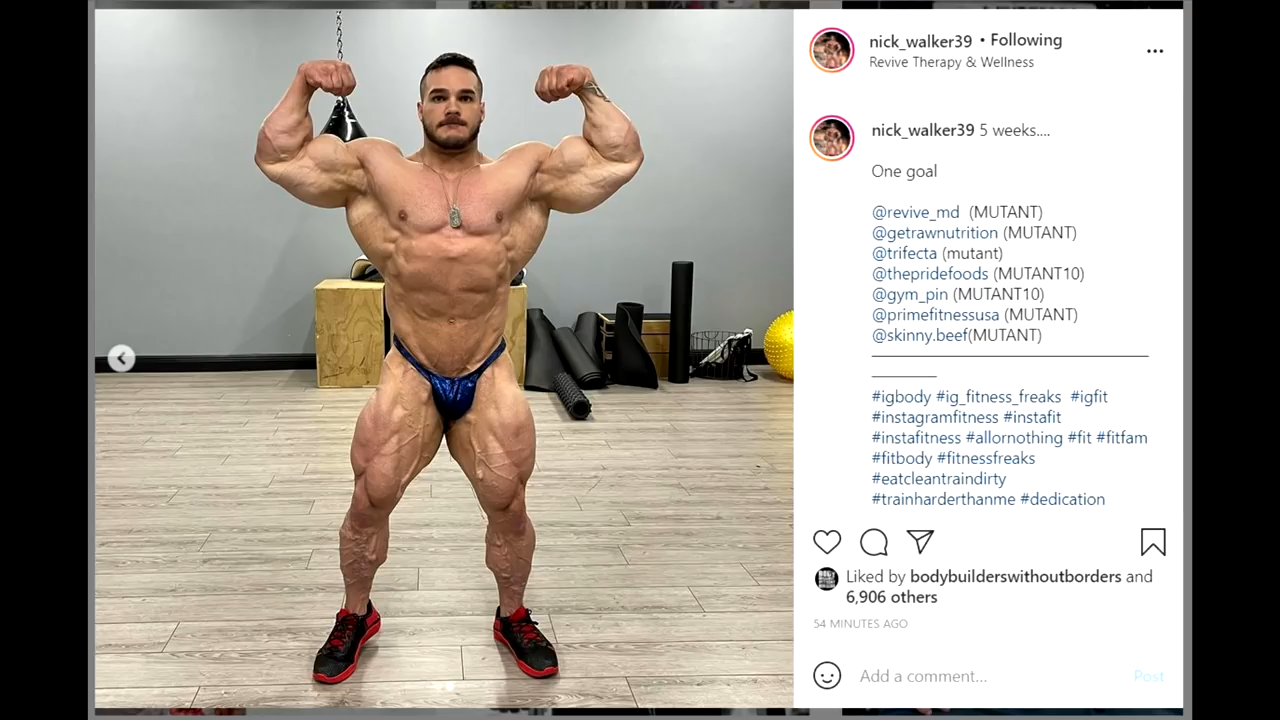 nick_walker39 • Following
Revive Therapy & Wellness
nick_walker39 5 weeks....
One goal
@revive_md (MUTANT)
@getrawnutrition (MUTANT)
@trifecta (mutant)
@thepridefoods (MUTANT10)
@gym_pin (MUTANT10)
@primefitnessusa (MUTANT)
@skinny.beef(MUTANT)
#igbody #ig_fitness_freaks #igfit
#instagramfitness #instafit
#instafitness #allornothing #fit #fitfam
#fitbody #fitnessfreaks
#eatcleantraindirty
#trainharderthanme #dedication
Liked by bodybuilderswithoutborders and
6,906 others
54 MINUTES AGO
Add a comment...
Post